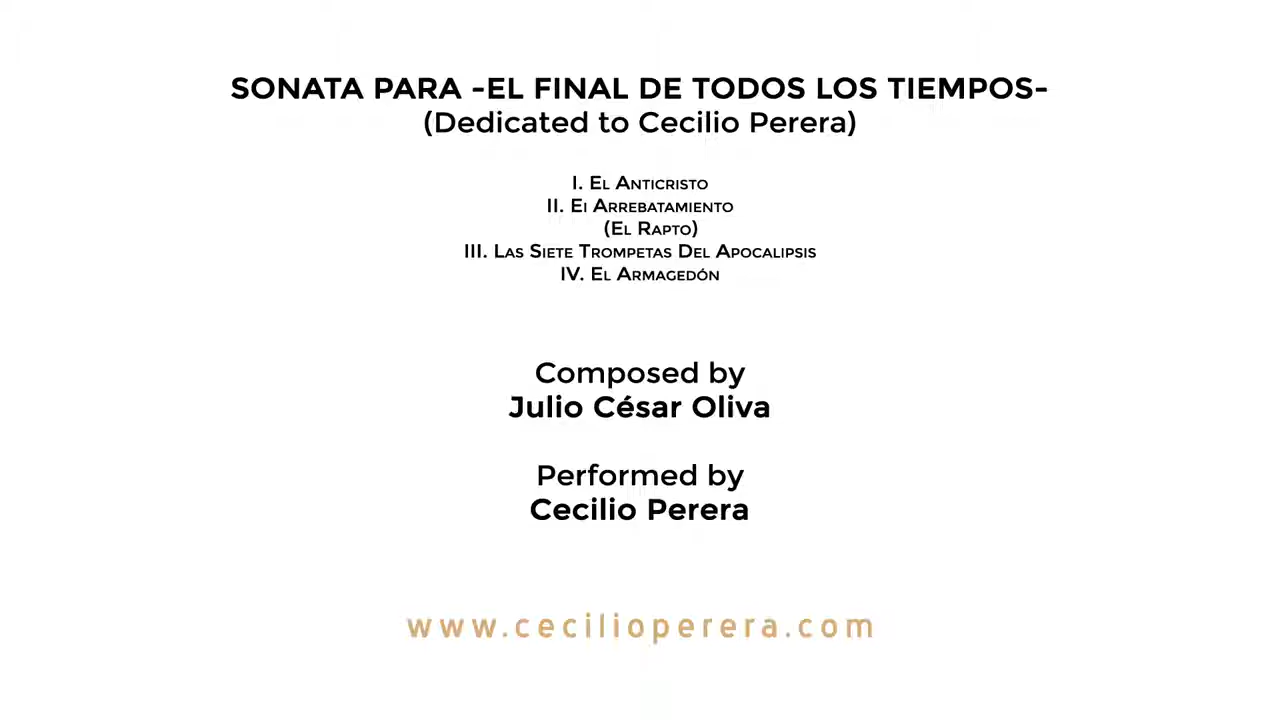 SONATA PARA -EL FINAL DE TODOS LOS TIEMPOS-
(Dedicated to Cecilio Perera)
I. El Anticristo
II. Ei Arrebatamiento
(El Rapto)
III. Las Siete Trompetas Del Apocalipsis
IV. El Armagedón
Composed by
Julio César Oliva
Performed by
Cecilio Perera
www.cecilioperera.com